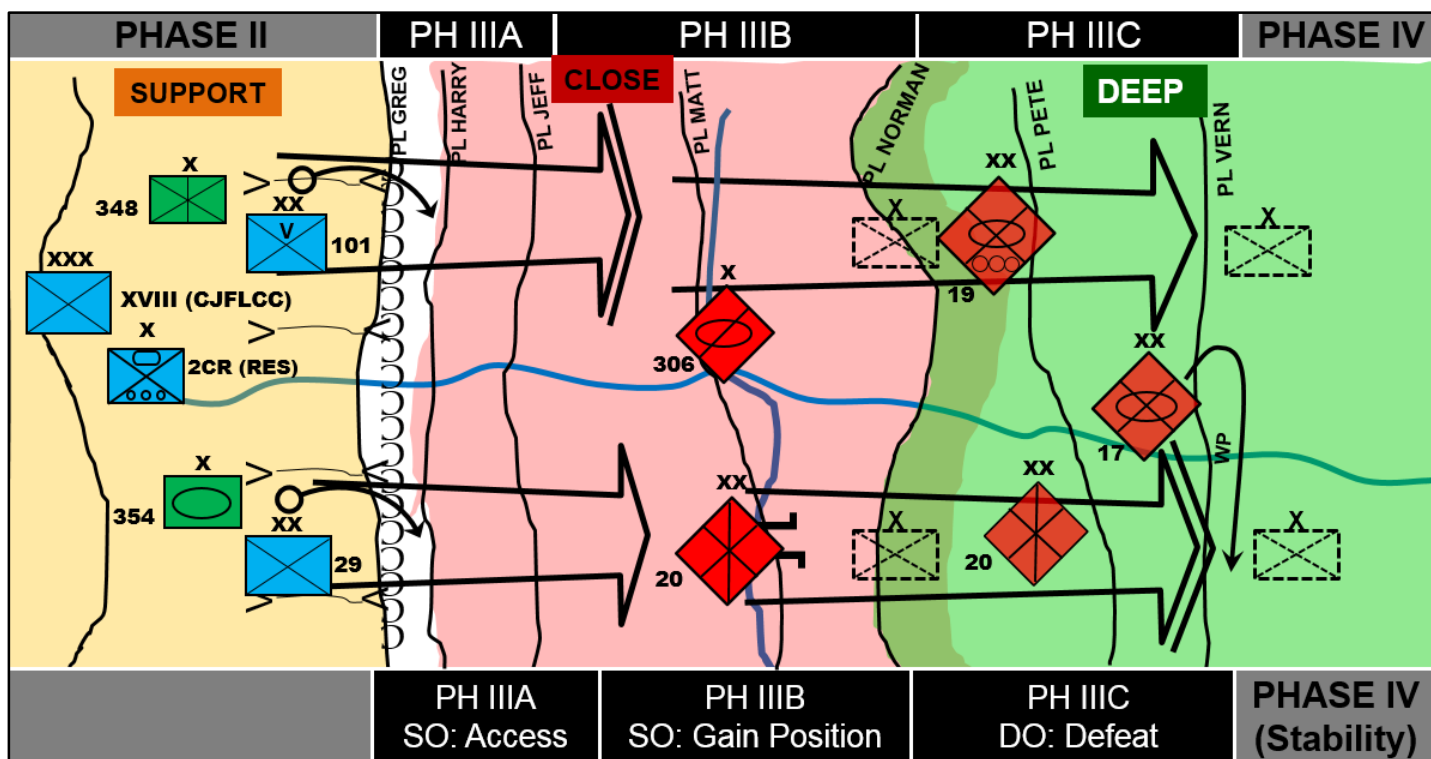 PHASE II
PH IIIA
PH IIIB
PH IIIC
PHASE IV
SUPPORT
CLOSE
DEEP
PL GREG
PL HARRY
PL JEFF
PL MATT
PL NORMAN
PL PETE
PL VERN
X
348
XX
V
101
XXX
XVIII (CJFLCC)
X
2CR (RES)
X
354
XX
29
X
306
XX
20
X
XX
19
X
XX
17
WP
X
XX
20
X
PH IIIA
SO: Access
PH IIIB
SO: Gain Position
PH IIIC
DO: Defeat
PHASE IV
(Stability)